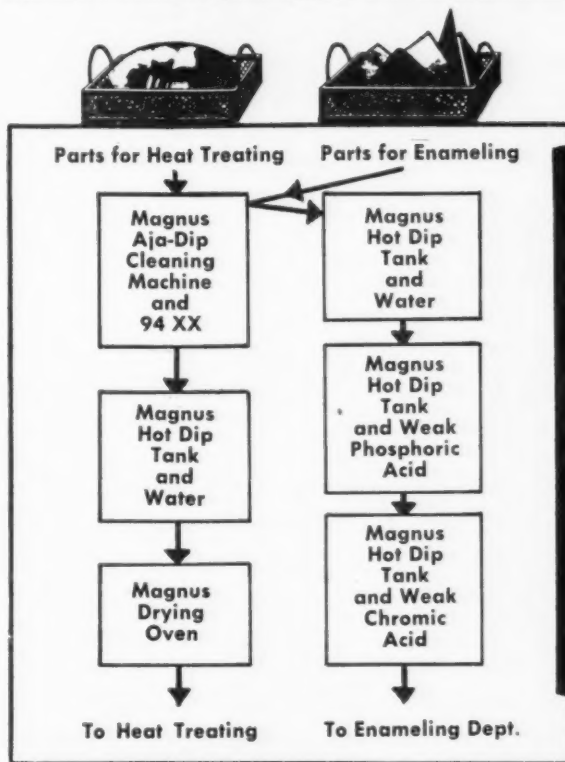 Parts for Heat Treating
Parts for Enameling
Magnus
Aja-Dip
Cleaning
Machine
and
94 XX
Magnus
Hot Dip
Tank
and
Water
Magnus
Drying
Oven
To Heat Treating
Magnus
Hot Dip
Tank
and
Water
Magnus
Hot Dip
Tank
and Weak
Phosphoric
Acid
Magnus
Hot Dip
Tank
and Weak
Chromic
Acid
To Enameling Dept.